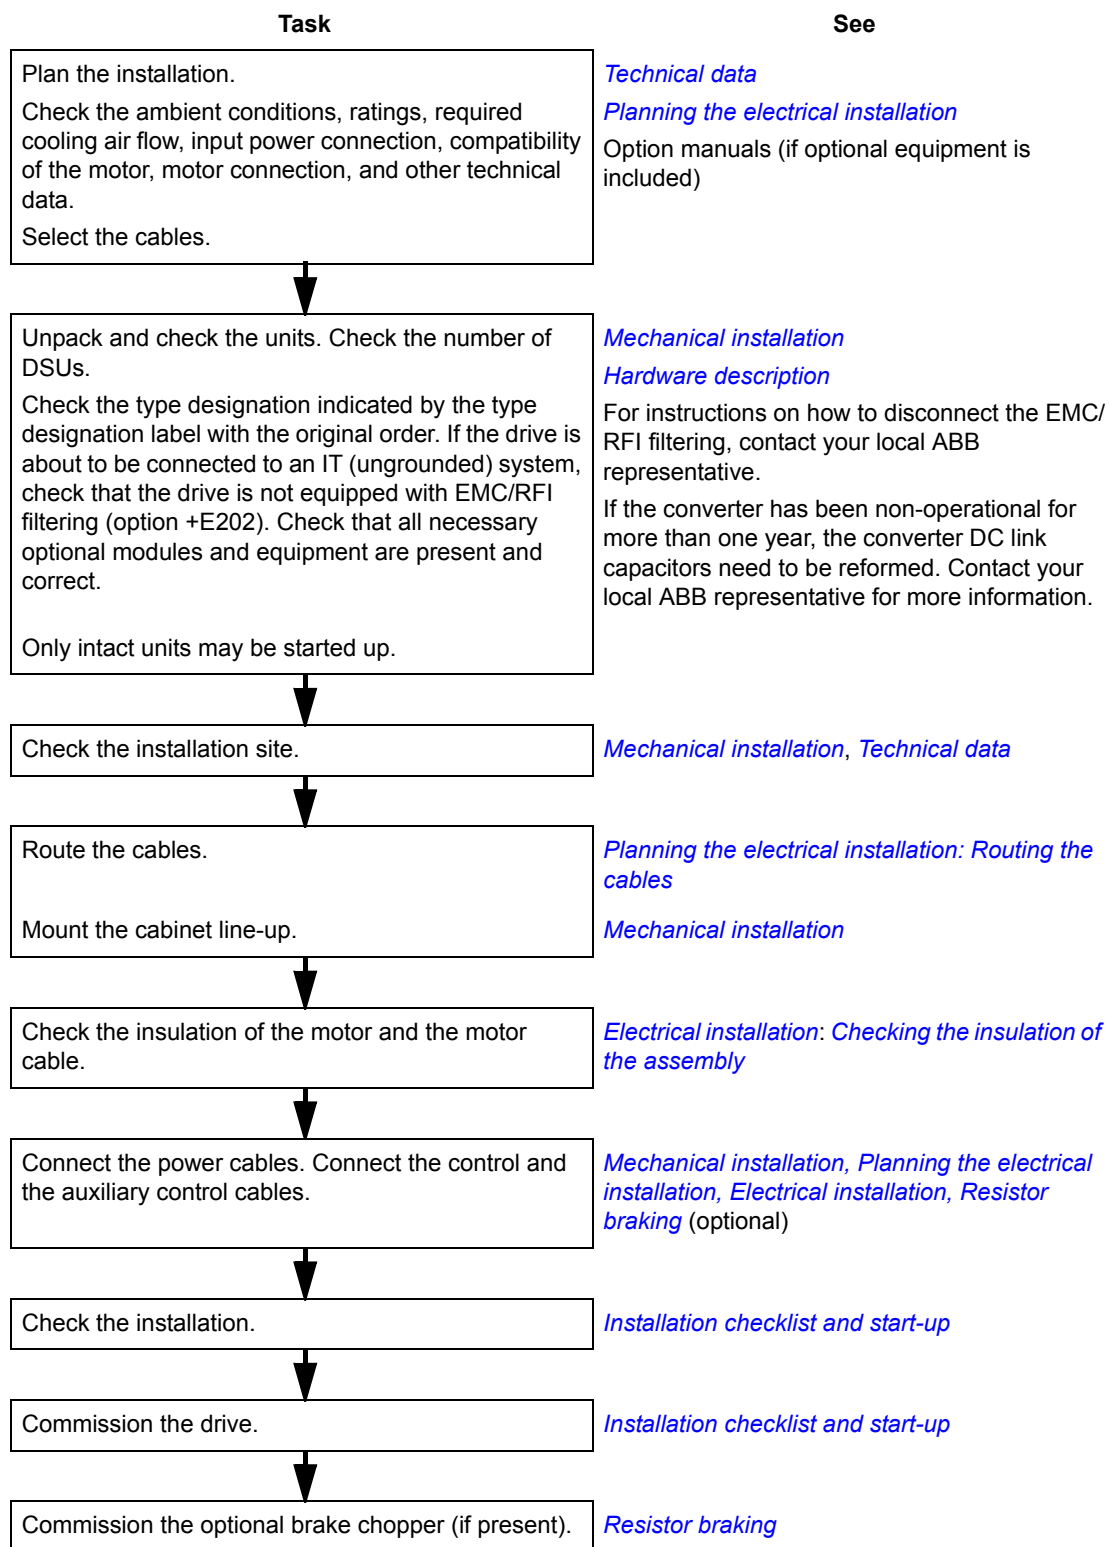 Task
See
Plan the installation.
Check the ambient conditions, ratings, required
cooling air flow, input power connection, compatibility
of the motor, motor connection, and other technical
data.
Select the cables.
Technical data
Planning the electrical installation
Option manuals (if optional equipment is
included)
Unpack and check the units. Check the number of
DSUs.
Check the type designation indicated by the type
designation label with the original order. If the drive is
about to be connected to an IT (ungrounded) system,
check that the drive is not equipped with EMC/RFI
filtering (option +E202). Check that all necessary
optional modules and equipment are present and
correct.
Only intact units may be started up.
Mechanical installation
Hardware description
For instructions on how to disconnect the EMC/
RFI filtering, contact your local ABB
representative.
If the converter has been non-operational for
more than one year, the converter DC link
capacitors need to be reformed. Contact your
local ABB representative for more information.
Check the installation site.
Mechanical installation, Technical data
Route the cables.
Planning the electrical installation: Routing the
cables
Mount the cabinet line-up.
Mechanical installation
Check the insulation of the motor and the motor
cable.
Electrical installation: Checking the insulation of
the assembly
Connect the power cables. Connect the control and
the auxiliary control cables.
Mechanical installation, Planning the electrical
installation, Electrical installation, Resistor
braking (optional)
Check the installation.
Installation checklist and start-up
Commission the drive.
Installation checklist and start-up
Commission the optional brake chopper (if present).
Resistor braking